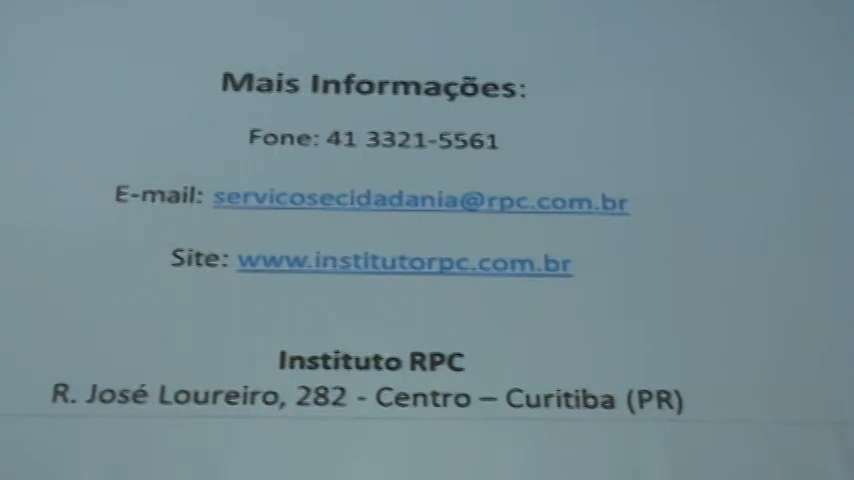 Mais Informações:
Fone: 41 3321-5561
E-mail: servicosecidadania@rpc.com.br
Site: www.institutorpc.com.br
Instituto RPC
R. José Loureiro, 282 - Centro – Curitiba (PR)